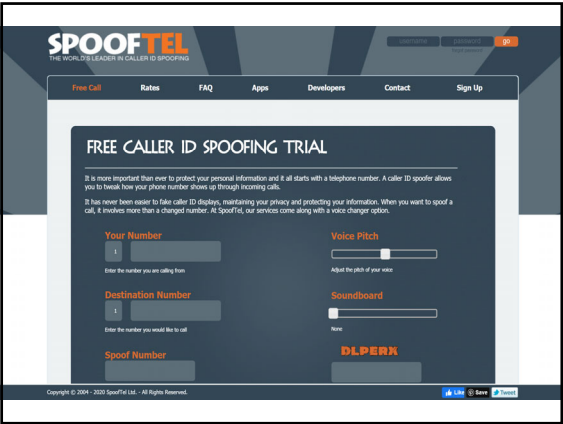 SPOOFTEL
THE WORLD'S LEADER IN CALLER ID SPOOFING
username password go
forgot password
Free Call Rates FAQ Apps Developers Contact Sign Up
FREE CALLER ID SPOOFING TRIAL
It is more important than ever to protect your personal information and it all starts with a telephone number. A caller ID spoofer allows
you to tweak how your phone number shows up through incoming calls.
It has never been easier to fake caller ID displays, maintaining your privacy and protecting your information. When you want to spoof a
call, it involves more than a changed number. At SpoofTel, our services come along with a voice changer option.
Your Number Voice Pitch
1
Enter the number you are calling from Adjust the pitch of your voice
Destination Number Soundboard
1
Enter the number you would like to call None
Spoof Number DLPERX
Copyright © 2004 - 2020 SpoofTel Ltd. - All Rights Reserved. Like Save Tweet